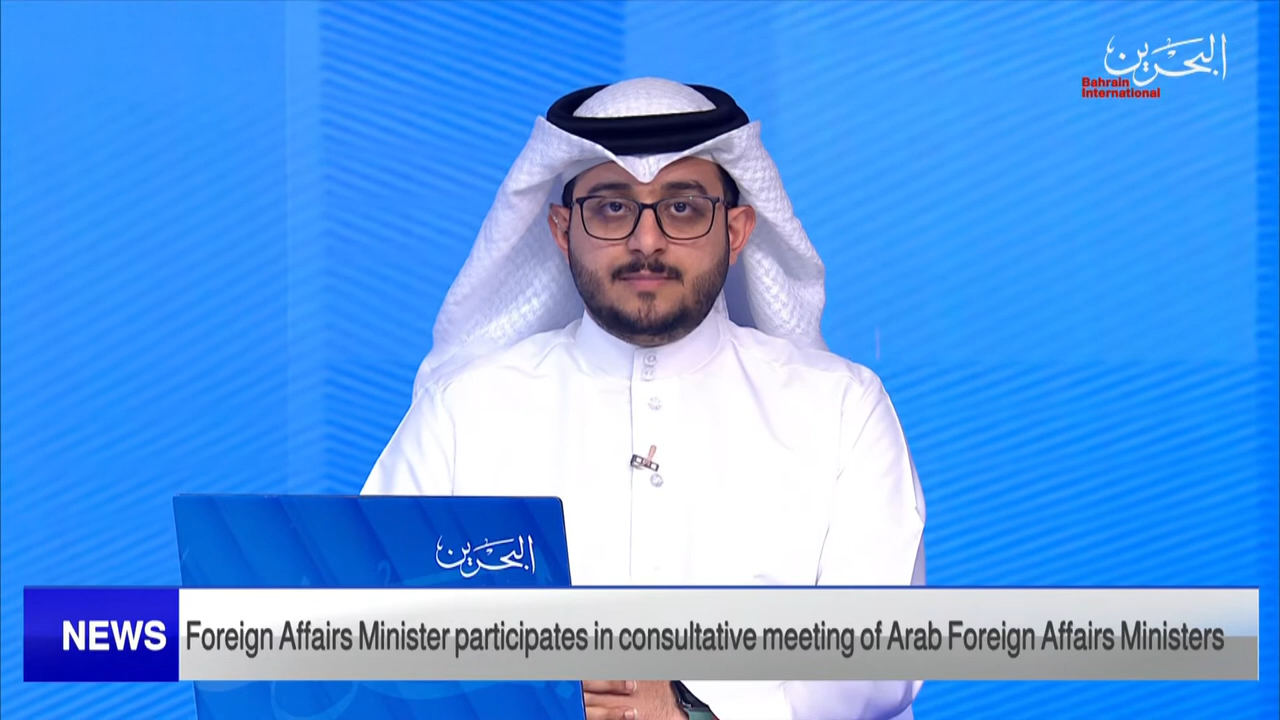 البحرين
Bahrain
International
البحرين
NEWS
Foreign Affairs Minister participates in consultative meeting of Arab Foreign Affairs Ministers